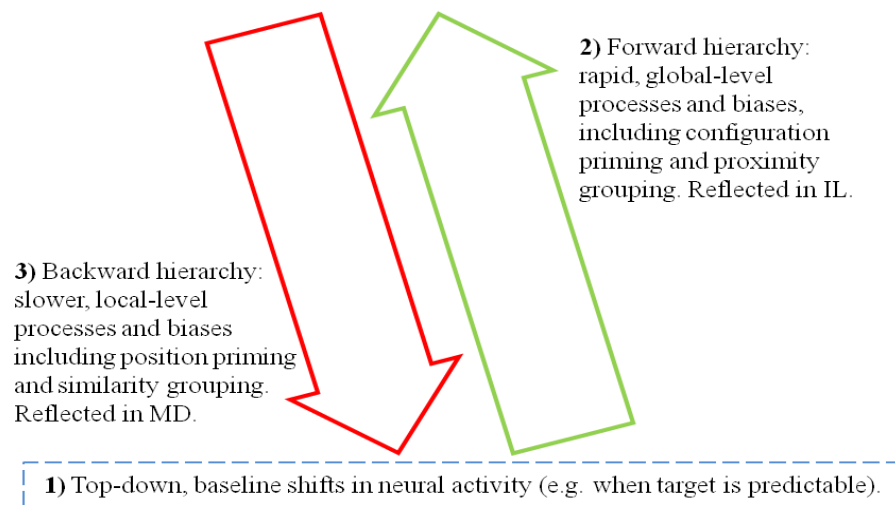 2) Forward hierarchy:
rapid, global-level
processes and biases,
including configuration
priming and proximity
grouping. Reflected in IL.
3) Backward hierarchy:
slower, local-level
processes and biases
including position priming
and similarity grouping.
Reflected in MD.
1) Top-down, baseline shifts in neural activity (e.g. when target is predictable).